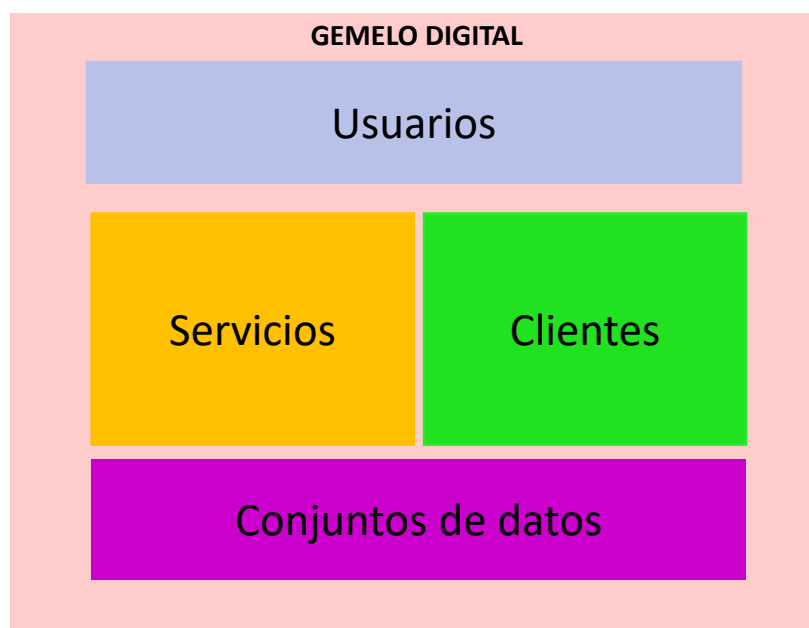 GEMELO DIGITAL
Usuarios
Servicios
Clientes
Conjuntos de datos